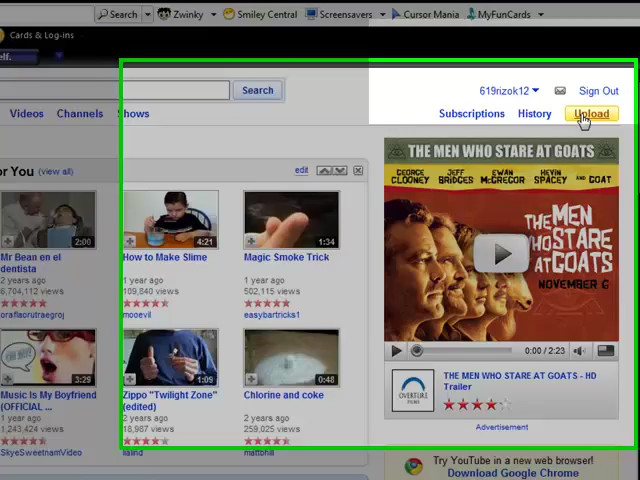 Search Zwinky Smiley Central Screensavers Cursor Mania MyFunCards
Cards & Log-ins
elf.
Search
619rizok12 Sign Out
Videos Channels Shows Subscriptions History Upload
or You (view all)
edit
2:00
Mr Bean en el
dentista
2 years ago
6,704,112 views
oraflaorutraegroj
4:21
How to Make Slime
1 year ago
109,840 views
mooevil
1:34
Magic Smoke Trick
1 year ago
502,115 views
easybartricks1
3:29
Music Is My Boyfriend
(OFFICIAL ...
1 year ago
1,243,424 views
SkyeSweetnamVideo
1:09
Zippo "Twilight Zone"
(edited)
2 years ago
18,987 views
lialind
0:48
Chlorine and coke
2 years ago
259,025 views
mattbhill
THE MEN WHO STARE AT GOATS
GEORGE CLOONEY JEFF BRIDGES EWAN McGREGOR KEVIN SPACEY AND GOAT
THE MEN
WHO STARE
AT GOATS
NOVEMBER 6
0:00 / 2:23
OVERTURE
FILMS
THE MEN WHO STARE AT GOATS - HD
Trailer
Advertisement
Try YouTube in a new web browser!
Download Google Chrome